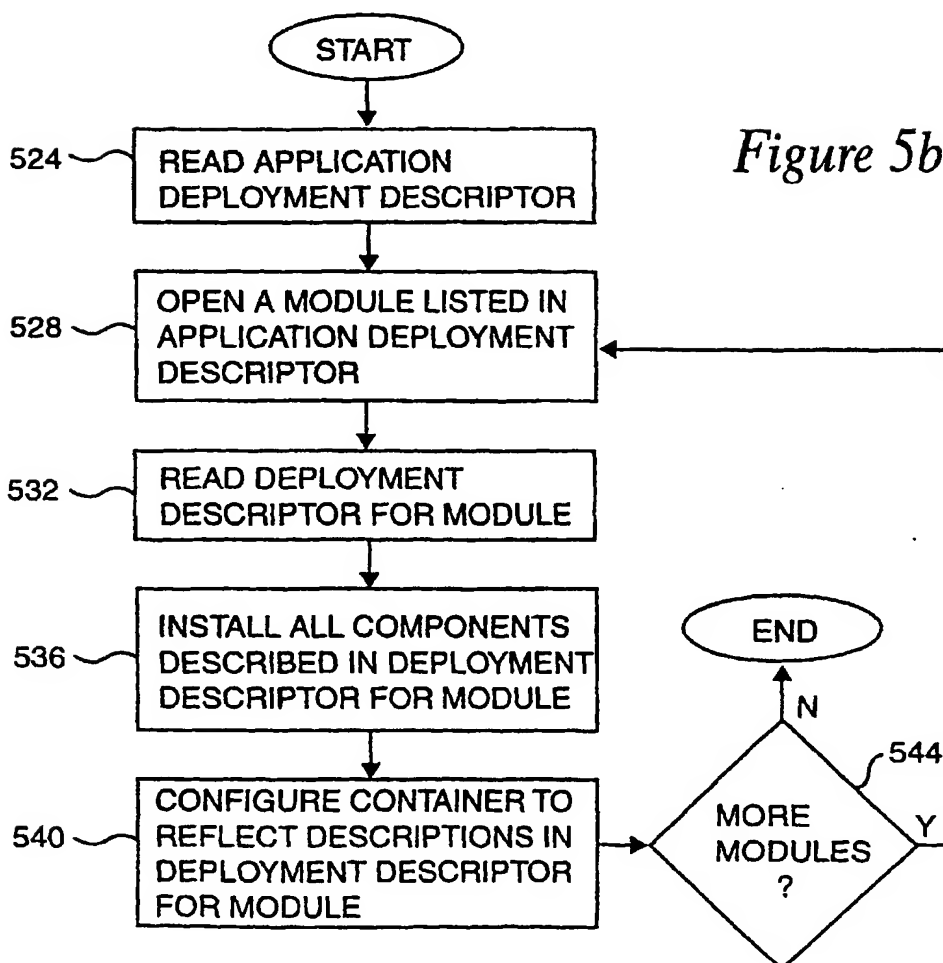 START
Figure 5b
524
READ APPLICATION
DEPLOYMENT DESCRIPTOR
528
OPEN A MODULE LISTED IN
APPLICATION DEPLOYMENT
DESCRIPTOR
532
READ DEPLOYMENT
DESCRIPTOR FOR MODULE
536
INSTALL ALL COMPONENTS
DESCRIBED IN DEPLOYMENT
DESCRIPTOR FOR MODULE
END
N
544
540
CONFIGURE CONTAINER TO
REFLECT DESCRIPTIONS IN
DEPLOYMENT DESCRIPTOR
FOR MODULE
MORE
MODULES
?
Y